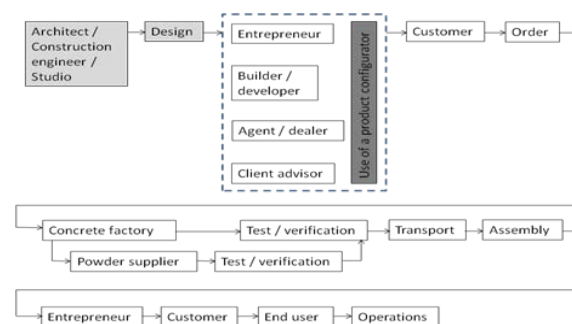 Architect /
Construction
engineer /
Studio
Design
Entrepreneur
Builder /
developer
Agent / dealer
Client advisor
Use of a product configurator
Customer
Order
Concrete factory
Test / verification
Transport
Assembly
Powder supplier
Test / verification
Entrepreneur
Customer
End user
Operations